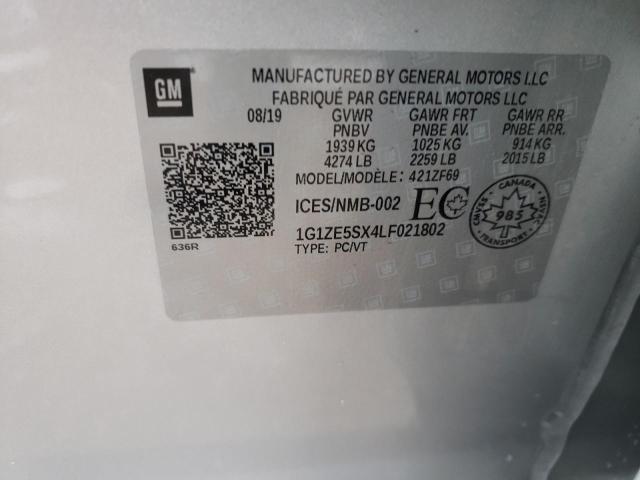 GM
MANUFACTURED BY GENERAL MOTORS LLC
FABRIQUÉ PAR GENERAL MOTORS LLC
08/19 GVWR GAWR FRT GAWR RR
PNBV PNBE AV. PNBE ARR.
1939 KG 1025 KG 914 KG
4274 LB 2259 LB 2015 LB
MODEL/MODÈLE: 421ZF69
ICES/NMB-002 EC
CANADA
985
1G1ZE5SX4LF021802
TYPE: PC/VT
636R